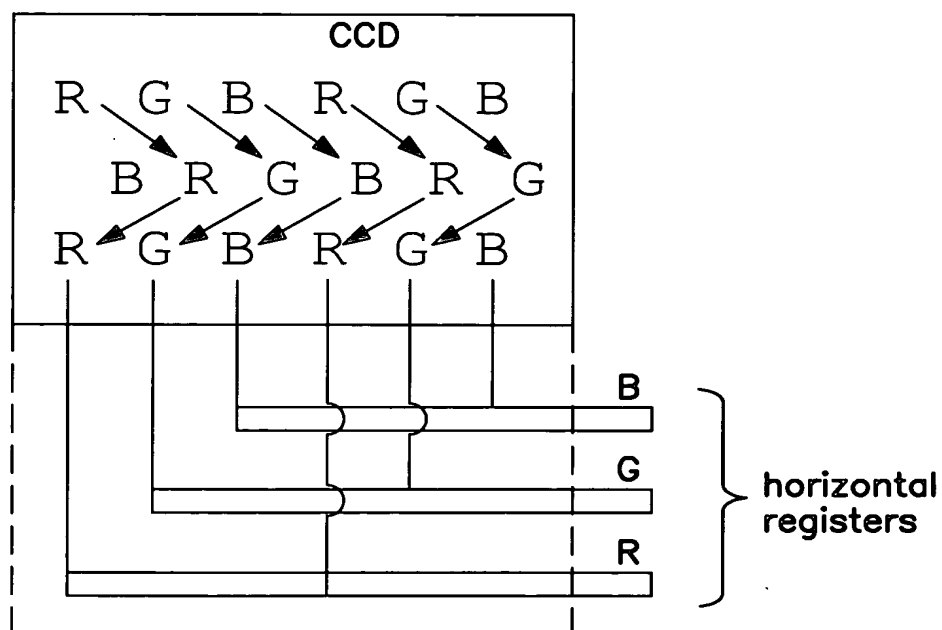 CCD
R G B R G B
B R G B R G
R G B R G B
B
G
R
horizontal
registers